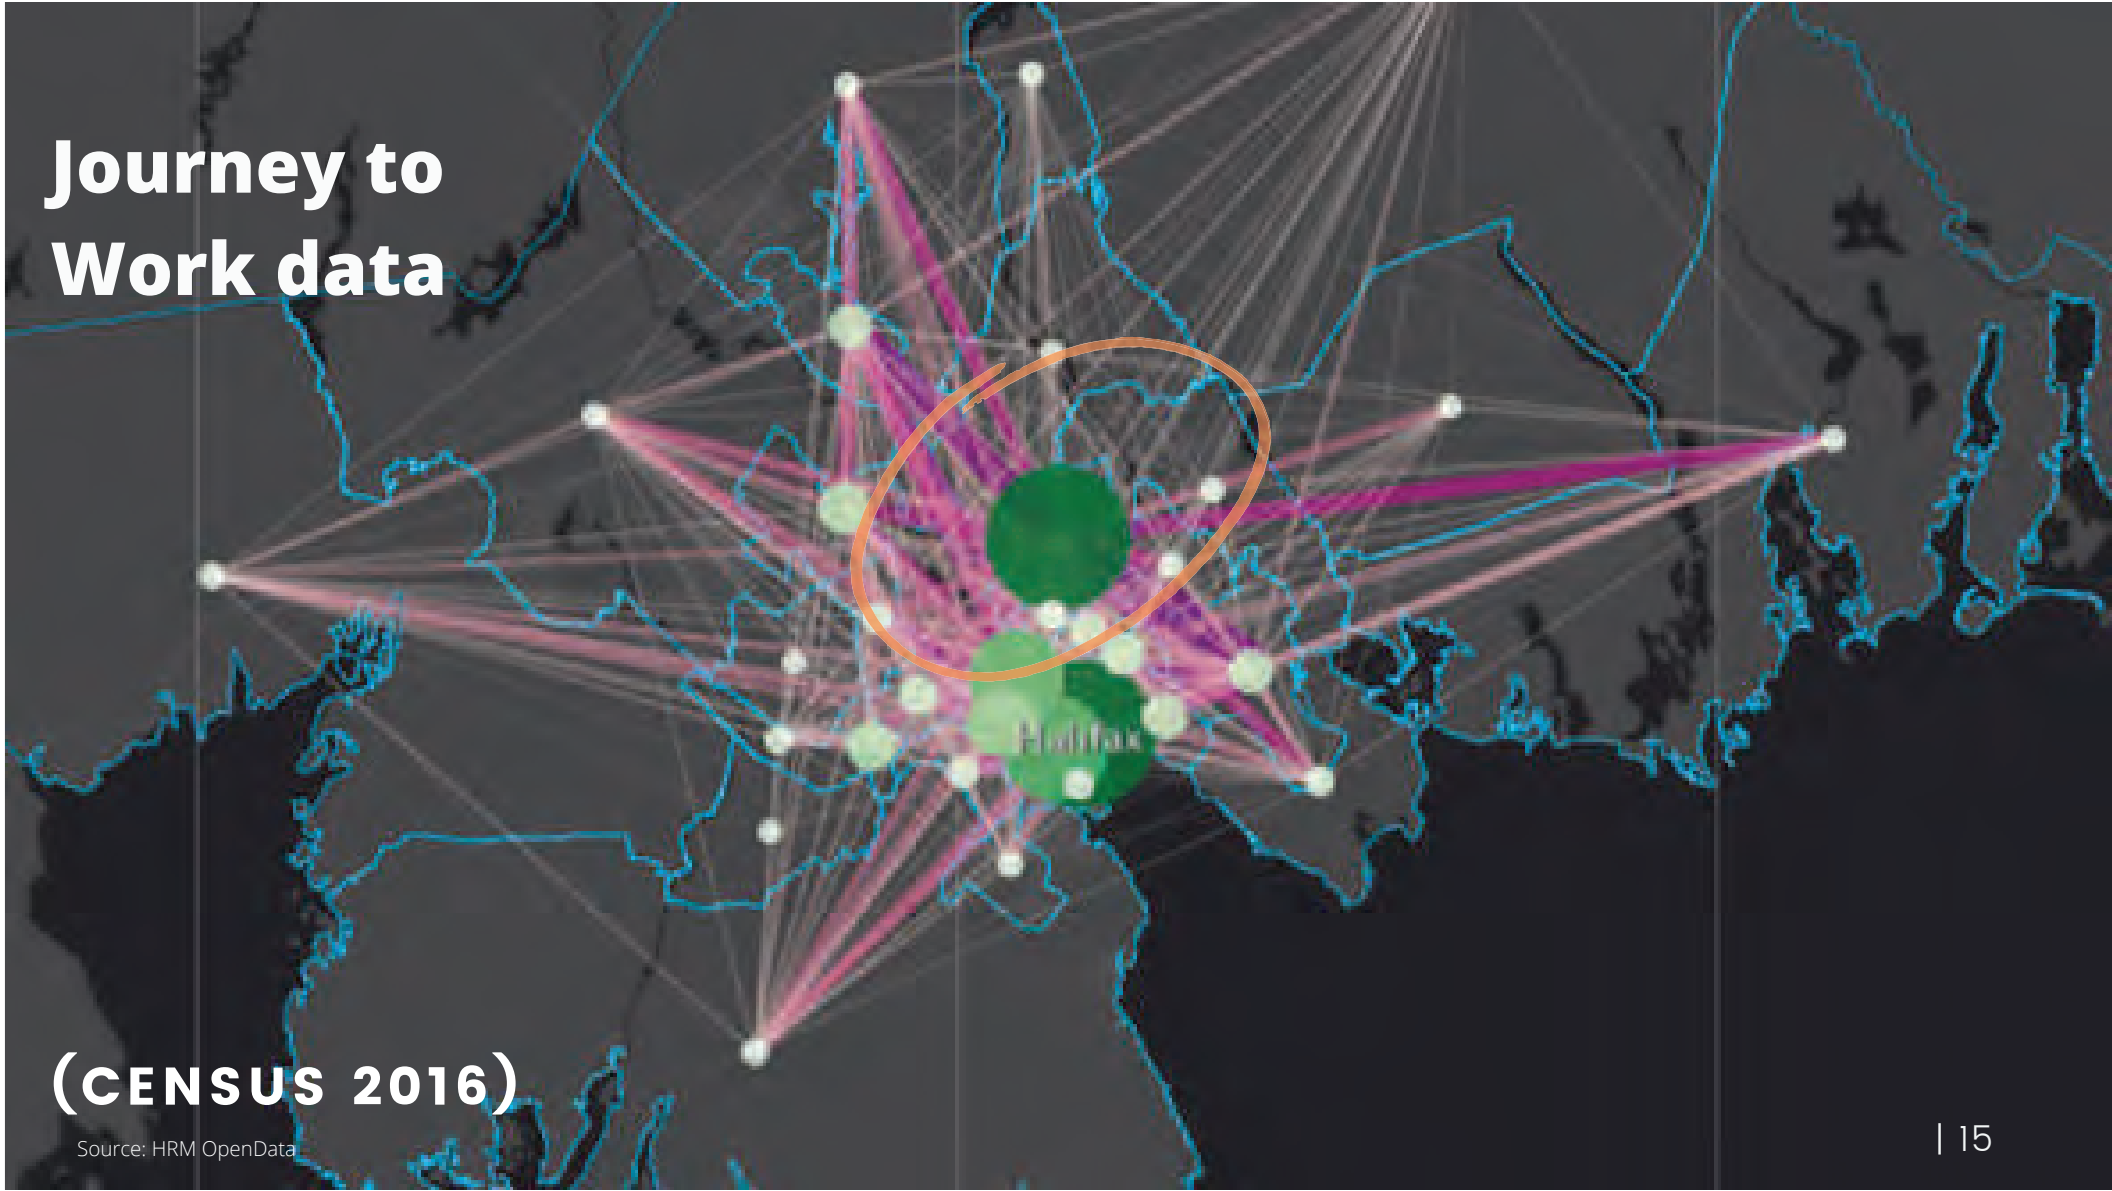 Journey to
Work data
Halifax
(CENSUS 2016)
Source: HRM OpenData
| 15